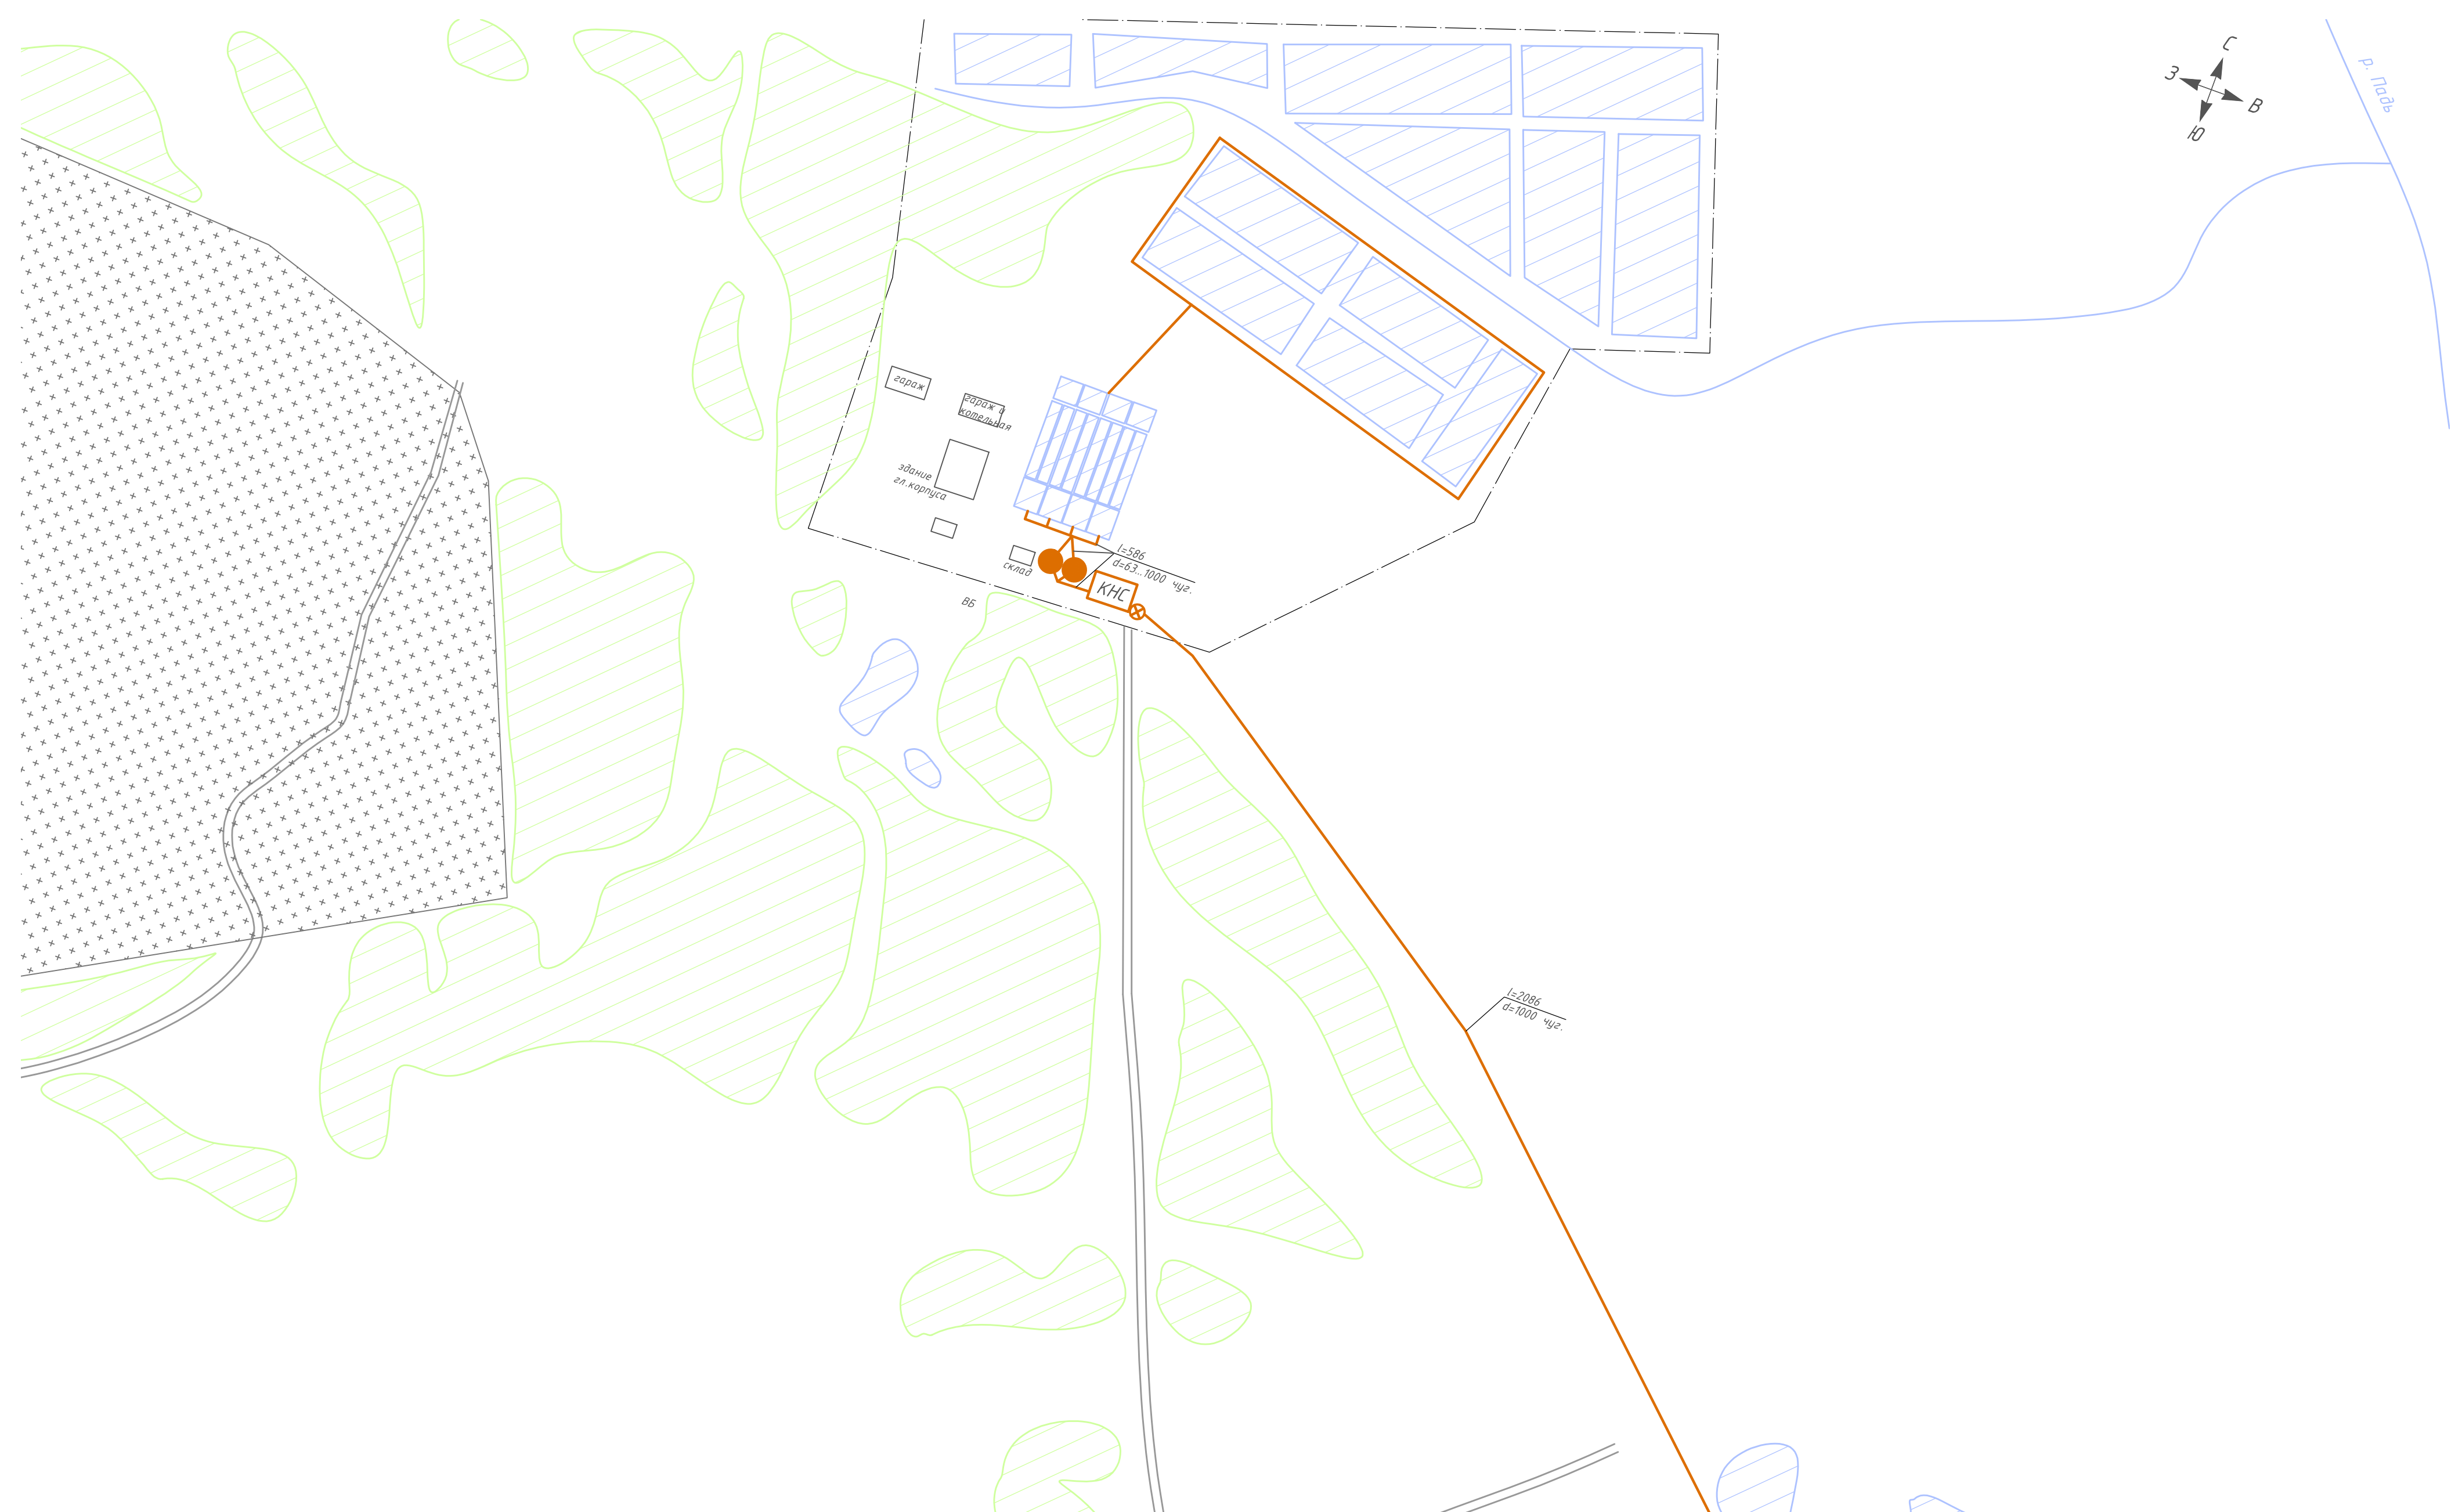 С
З
В
Ю
р. Падь
гараж
гараж и
котельная
здание
гл.корпуса
склад
l=586
d=63...1000 чуг.
КНС
ВБ
l=2086
d=1000 чуг.